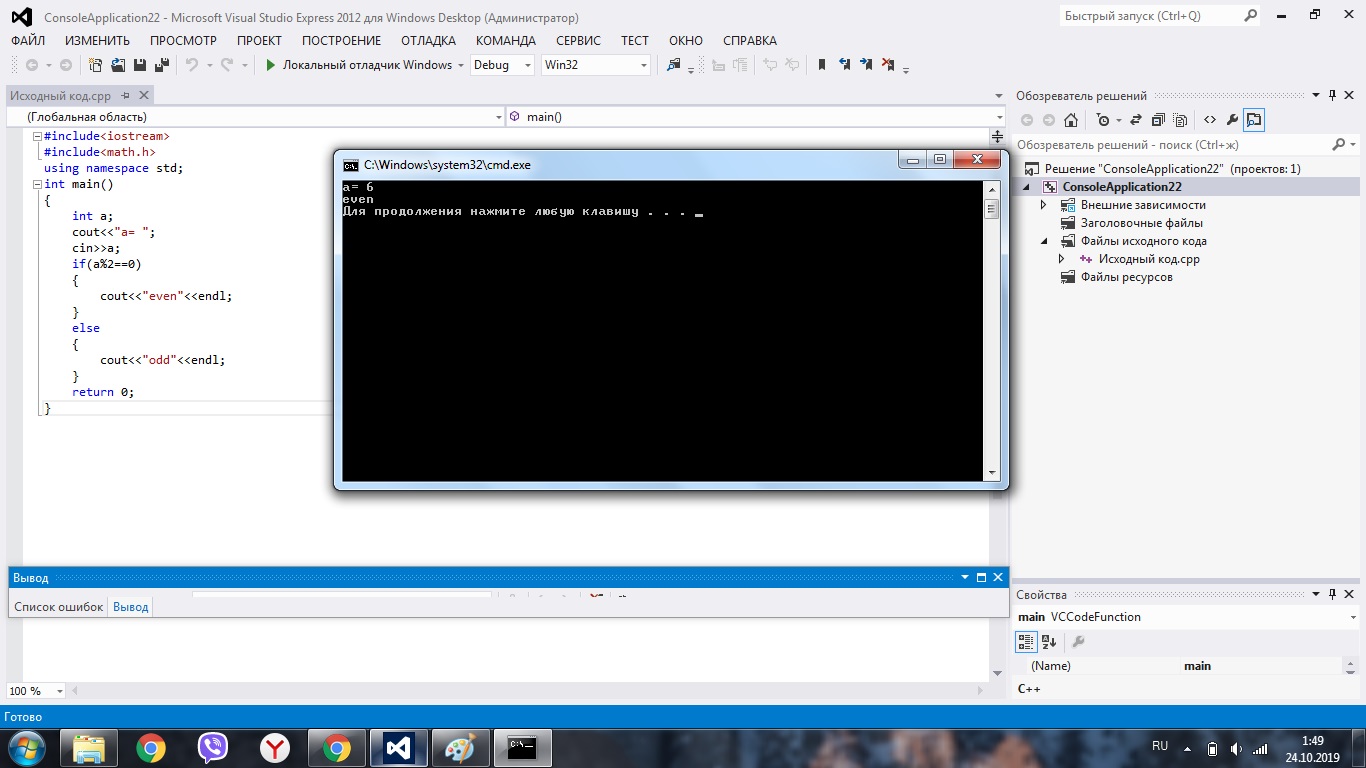 ConsoleApplication22 - Microsoft Visual Studio Express 2012 для Windows Desktop (Администратор)
Быстрый запуск (Ctrl+Q)
ФАЙЛ ИЗМЕНИТЬ ПРОСМОТР ПРОЕКТ ПОСТРОЕНИЕ ОТЛАДКА КОМАНДА СЕРВИС ТЕСТ ОКНО СПРАВКА
Локальный отладчик Windows Debug Win32
Исходный код.cpp
(Глобальная область) main()
#include<iostream>
#include<math.h>
using namespace std;
int main()
{
int a;
cout<<"a= ";
cin>>a;
if(a%2==0)
{
cout<<"even"<<endl;
}
else
{
cout<<"odd"<<endl;
}
return 0;
}
C:\Windows\system32\cmd.exe
a= 6
even
Для продолжения нажмите любую клавишу . . .
Обозреватель решений
Обозреватель решений - поиск (Ctrl+ж)
Решение "ConsoleApplication22" (проектов: 1)
ConsoleApplication22
Внешние зависимости
Заголовочные файлы
Файлы исходного кода
Исходный код.cpp
Файлы ресурсов
Вывод
Список ошибок Вывод
Свойства
main VCCodeFunction
(Name) main
C++
100 %
Готово
RU
1:49
24.10.2019